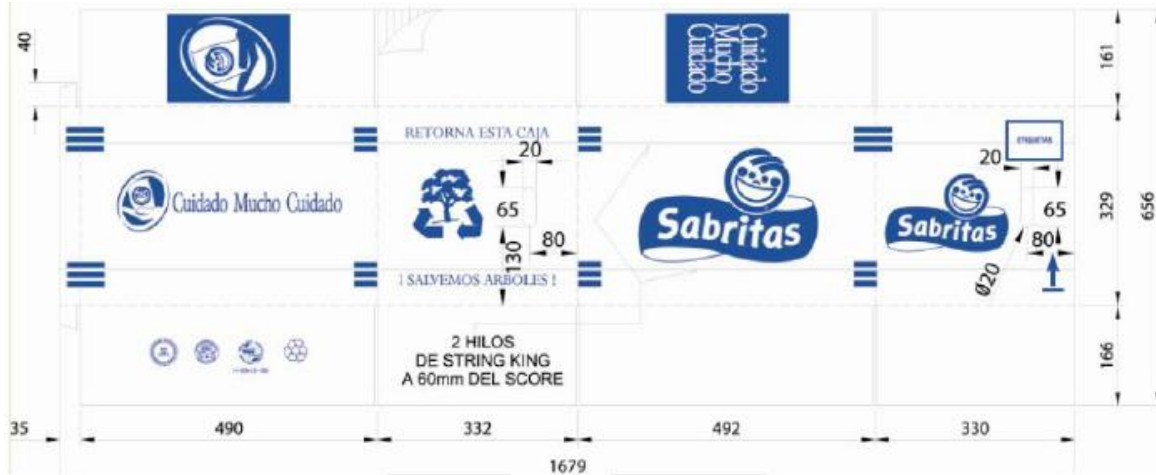 Cuidado
Mucho
Cuidado
40
161
RETORNA ESTA CAJA
ETIQUETAS
20
20
Cuidado Mucho Cuidado
65
Sabritas
Sabritas
65
329
656
80
80
130
Ø20
¡ SALVEMOS ARBOLES !
2 HILOS
DE STRING KING
A 60mm DEL SCORE
166
35
490
332
492
330
1679